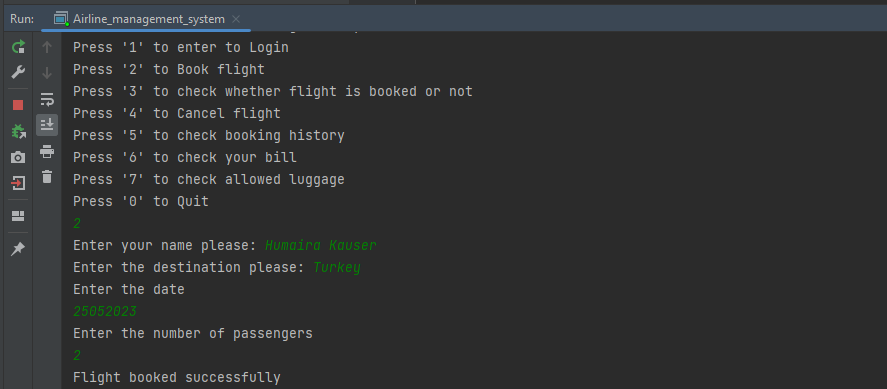 Run: Airline_management_system
Press '1' to enter to Login
Press '2' to Book flight
Press '3' to check whether flight is booked or not
Press '4' to Cancel flight
Press '5' to check booking history
Press '6' to check your bill
Press '7' to check allowed luggage
Press '0' to Quit
2
Enter your name please: Humaira Kauser
Enter the destination please: Turkey
Enter the date
25052023
Enter the number of passengers
2
Flight booked successfully